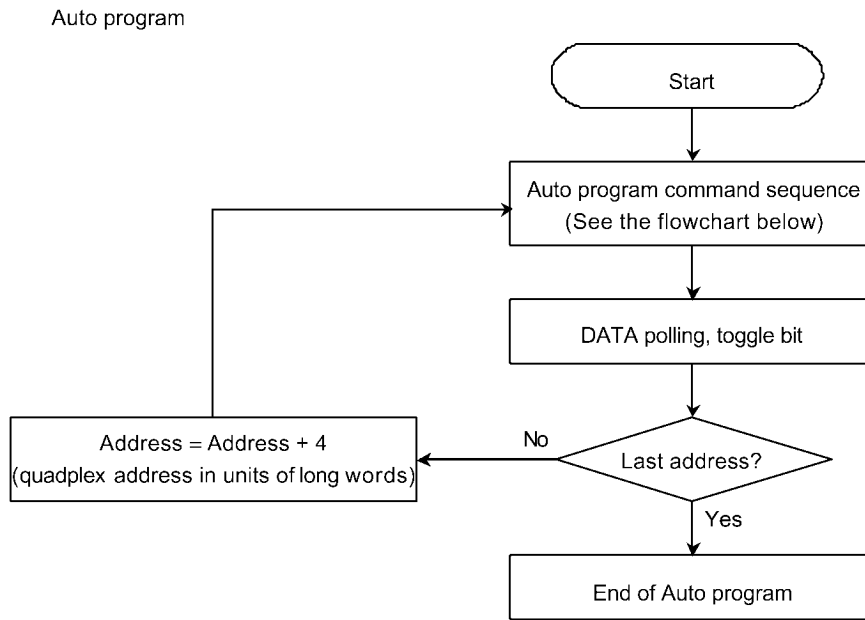 Auto program
Start
Auto program command sequence
(See the flowchart below)
DATA polling, toggle bit
Last address?
No
Address = Address + 4
(quadplex address in units of long words)
Yes
End of Auto program